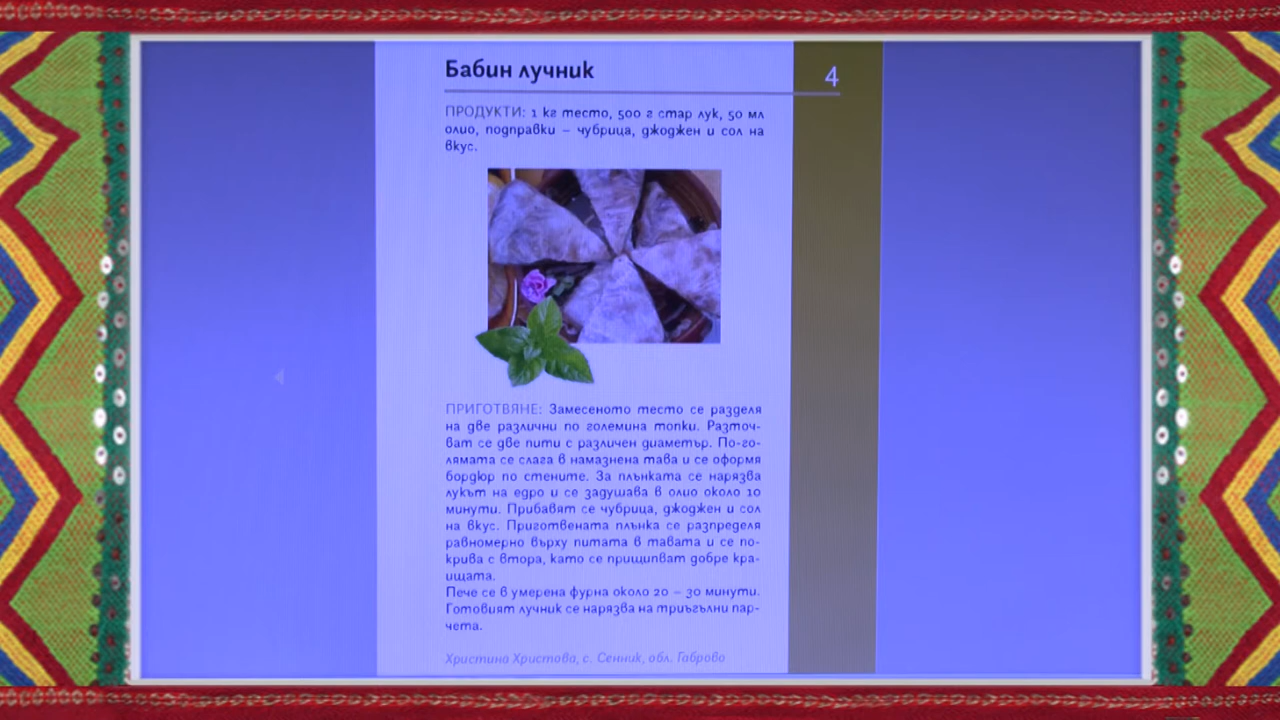 Бабин лучник
4
ПРОДУКТИ: 1 кг тесто, 500 г стар лук, 50 мл
олио, подправки – чубрица, джоджен и сол на
вкус.
ПРИГОТВЯНЕ: Замесеното тесто се разделя
на две различни по големина топки. Разточ-
ват се две пити с различен диаметър. По-го-
лямата се слага в намазнена тава и се оформя
бордюр по стените. За плънката се нарязва
лукът на едро и се задушава в олио около 10
минути. Прибавят се чубрица, джоджен и сол
на вкус. Приготвената плънка се разпределя
равномерно върху питата в тавата и се по-
крива с втора, като се прищипват добре кра-
ищата.
Пече се в умерена фурна около 20 – 30 минути.
Готовият лучник се нарязва на триъгълни пар-
чета.
Христина Христова, с. Сенник, обл. Габрово